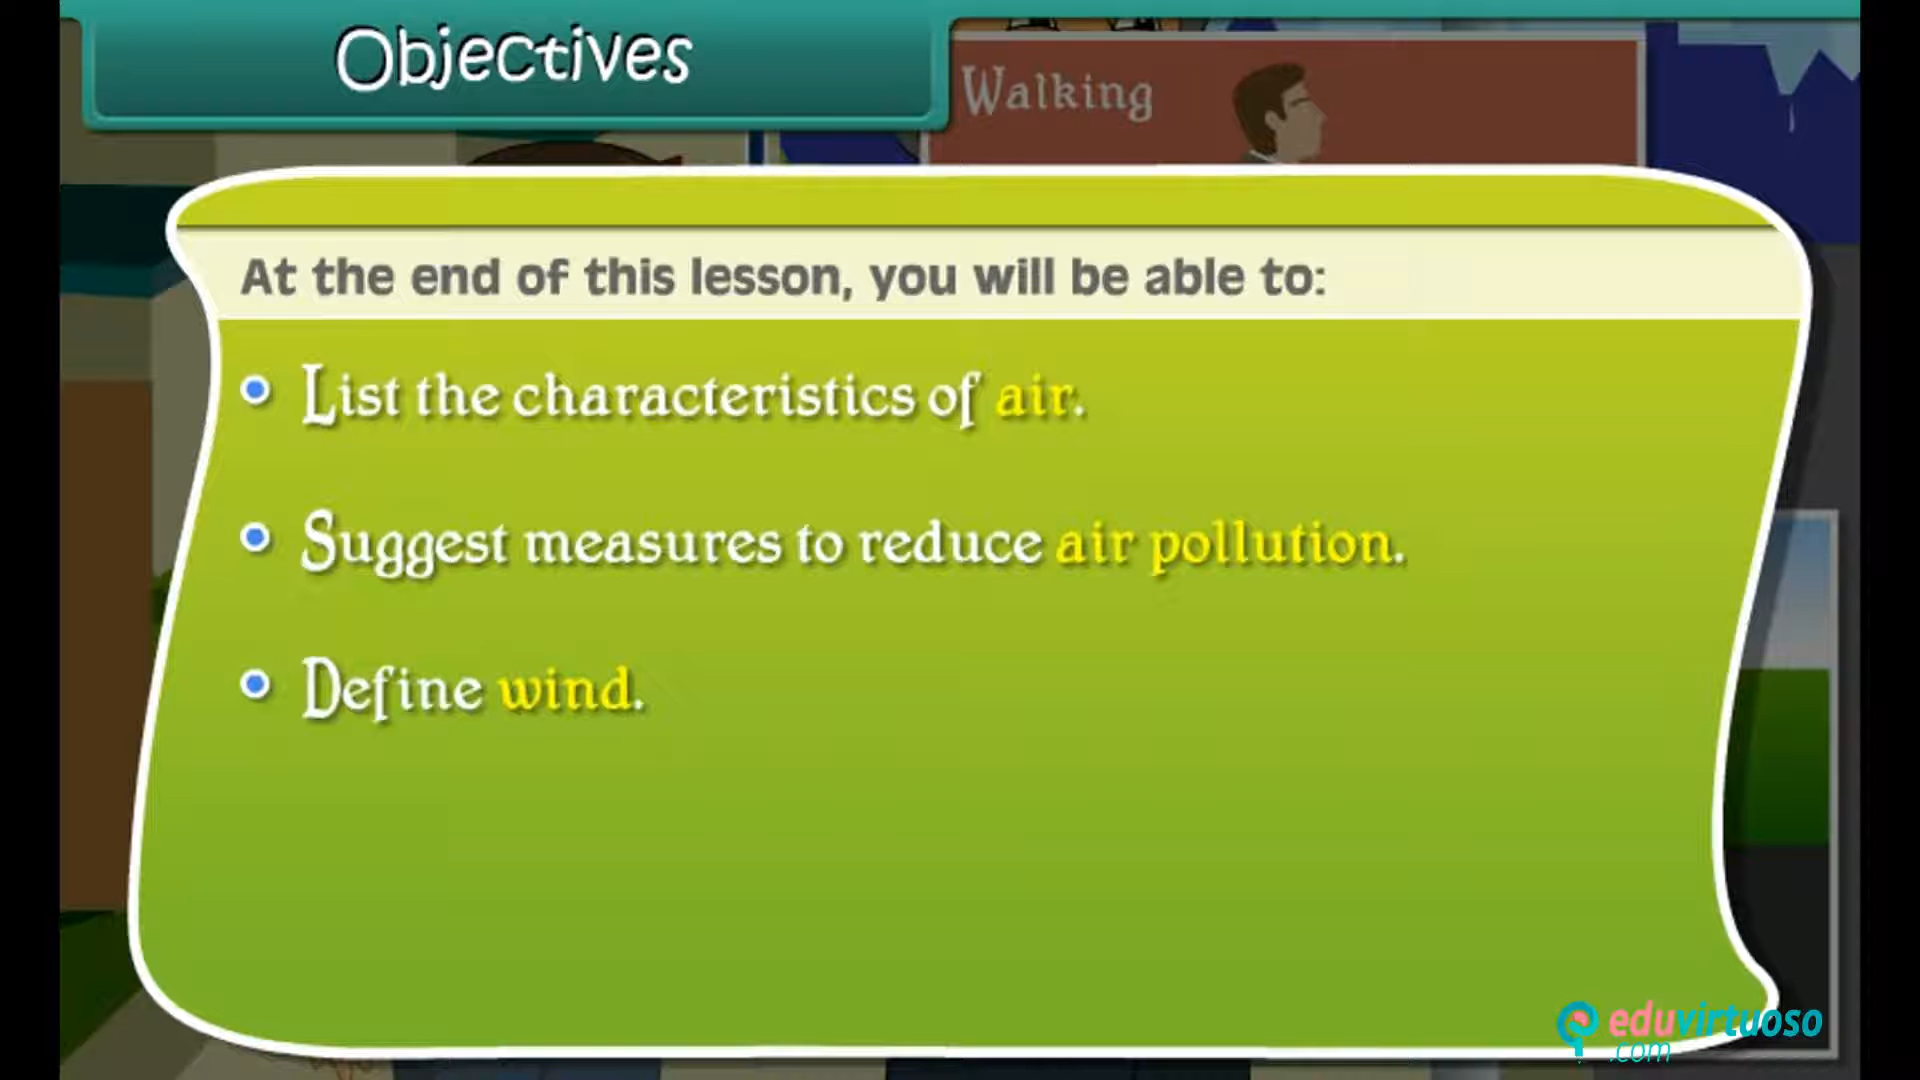 Objectives
Walking
At the end of this lesson, you will be able to:
List the characteristics of air.
Suggest measures to reduce air pollution.
Define wind.
eduvirtuoso
.com